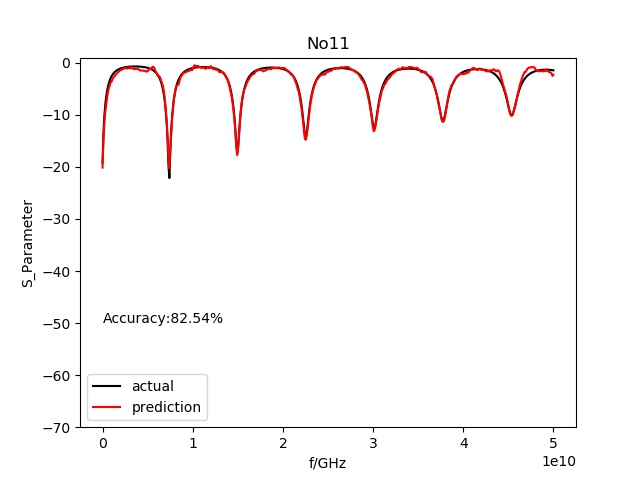 No11
0
−10
−20
−30
−40
−50
−60
−70
S_Parameter
Accuracy:82.54%
actual
prediction
0 1 2 3 4 5
1e10
f/GHz